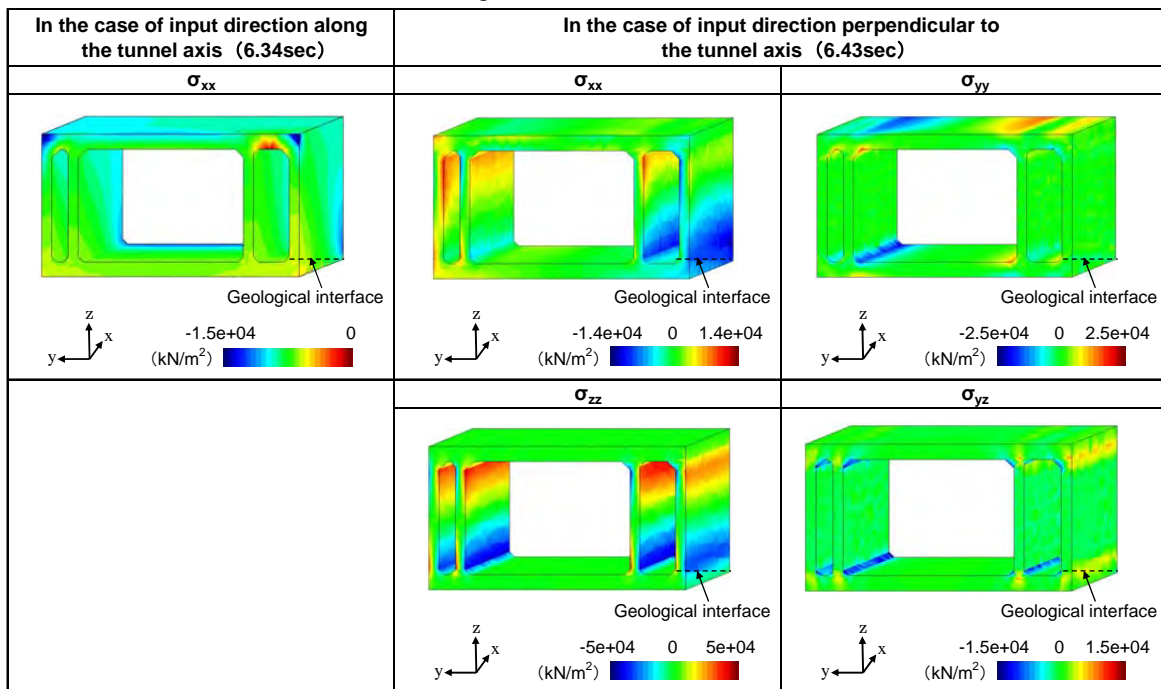 In the case of input direction along
the tunnel axis（6.34sec）
In the case of input direction perpendicular to
the tunnel axis（6.43sec）
σxx
σxx
σyy
Geological interface
z
x
y
-1.5e+04 0
（kN/m²）
Geological interface
z
x
y
-1.4e+04 0 1.4e+04
（kN/m²）
Geological interface
z
x
y
-2.5e+04 0 2.5e+04
（kN/m²）
σzz
σyz
Geological interface
z
x
y
-5e+04 0 5e+04
（kN/m²）
Geological interface
z
x
y
-1.5e+04 0 1.5e+04
（kN/m²）